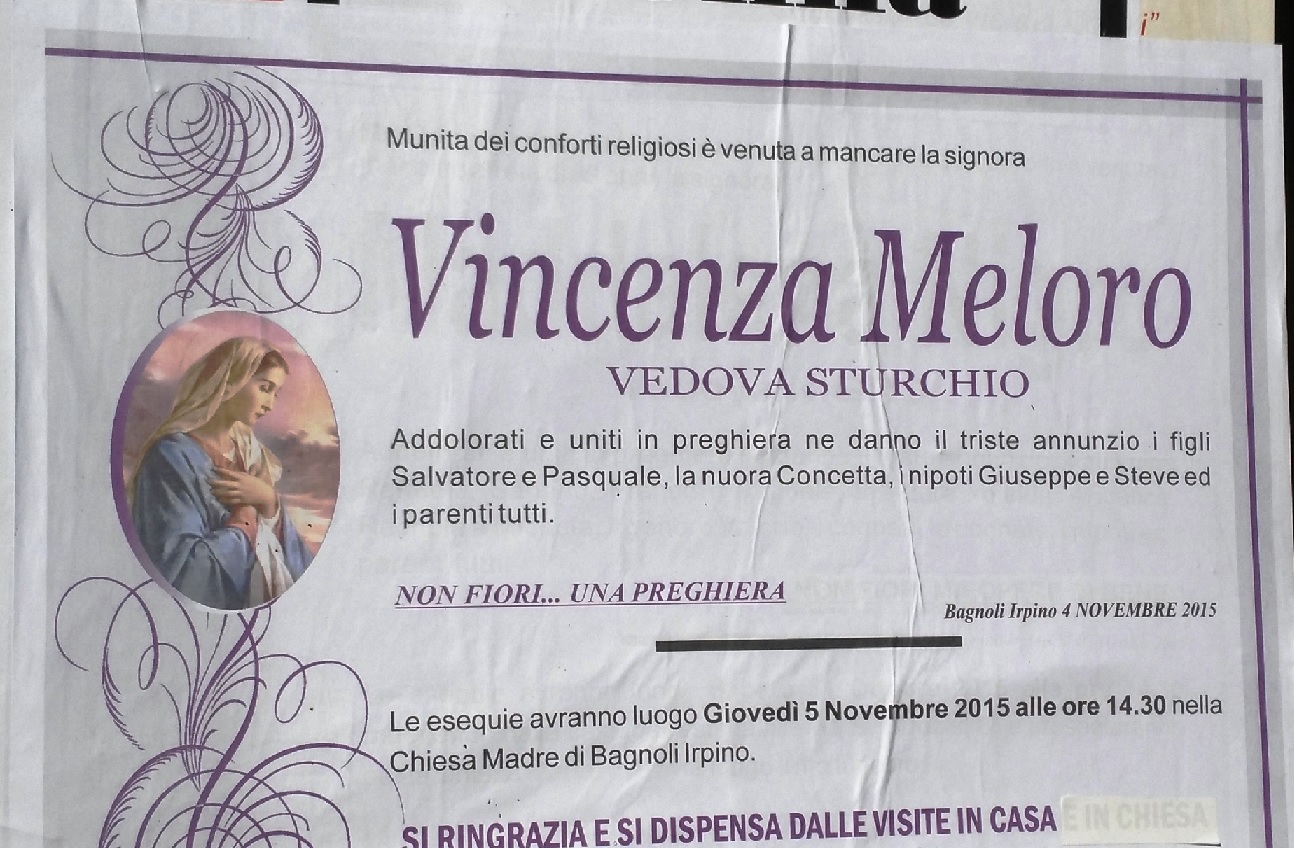 i”
Munita dei conforti religiosi è venuta a mancare la signora
Vincenza Meloro
VEDOVA STURCHIO
Addolorati e uniti in preghiera ne danno il triste annunzio i figli
Salvatore e Pasquale, la nuora Concetta, i nipoti Giuseppe e Steve ed
i parenti tutti.
NON FIORI... UNA PREGHIERA
Bagnoli Irpino 4 NOVEMBRE 2015
Le esequie avranno luogo Giovedì 5 Novembre 2015 alle ore 14.30 nella
Chiesa Madre di Bagnoli Irpino.
SI RINGRAZIA E SI DISPENSA DALLE VISITE IN CASA E IN CHIESA